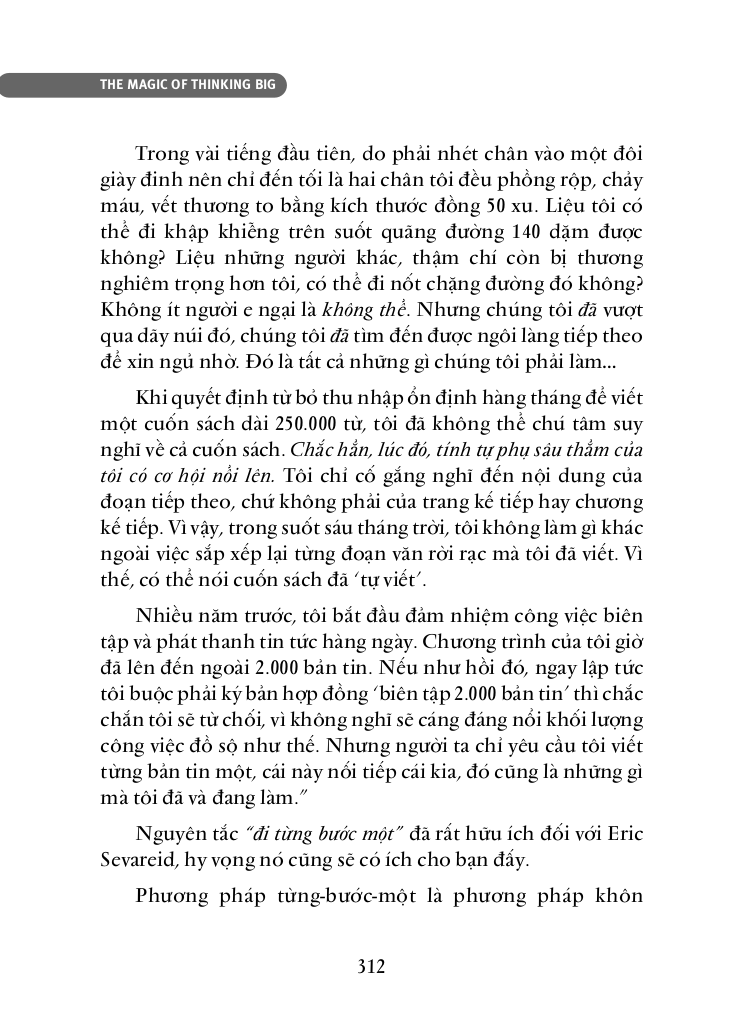 THE MAGIC OF THINKING BIG
Trong vài tiếng đầu tiên, do phải nhét chân vào một đôi
giày đinh nên chỉ đến tối là hai chân tôi đều phồng rộp, chảy
máu, vết thương to bằng kích thước đồng 50 xu. Liệu tôi có
thể đi khập khiễng trên suốt quãng đường 140 dặm được
không? Liệu những người khác, thậm chí còn bị thương
nghiêm trọng hơn tôi, có thể đi nốt chặng đường đó không?
Không ít người e ngại là không thể. Nhưng chúng tôi đã vượt
qua dãy núi đó, chúng tôi đã tìm đến được ngôi làng tiếp theo
để xin ngủ nhờ. Đó là tất cả những gì chúng tôi phải làm...
Khi quyết định từ bỏ thu nhập ổn định hàng tháng để viết
một cuốn sách dài 250.000 từ, tôi đã không thể chú tâm suy
nghĩ về cả cuốn sách. Chắc hẳn, lúc đó, tính tự phụ sâu thẳm của
tôi có cơ hội nổi lên. Tôi chỉ cố gắng nghĩ đến nội dung của
đoạn tiếp theo, chứ không phải của trang kế tiếp hay chương
kế tiếp. Vì vậy, trong suốt sáu tháng trời, tôi không làm gì khác
ngoài việc sắp xếp lại từng đoạn văn rời rạc mà tôi đã viết. Vì
thế, có thể nói cuốn sách đã ‘tự viết’.
Nhiều năm trước, tôi bắt đầu đảm nhiệm công việc biên
tập và phát thanh tin tức hàng ngày. Chương trình của tôi giờ
đã lên đến ngoài 2.000 bản tin. Nếu như hồi đó, ngay lập tức
tôi buộc phải ký bản hợp đồng ‘biên tập 2.000 bản tin’ thì chắc
chắn tôi sẽ từ chối, vì không nghĩ sẽ cáng đáng nổi khối lượng
công việc đồ sộ như thế. Nhưng người ta chỉ yêu cầu tôi viết
từng bản tin một, cái này nối tiếp cái kia, đó cũng là những gì
mà tôi đã và đang làm.”
Nguyên tắc “đi từng bước một” đã rất hữu ích đối với Eric
Sevareid, hy vọng nó cũng sẽ có ích cho bạn đấy.
Phương pháp từng-bước-một là phương pháp khôn
312